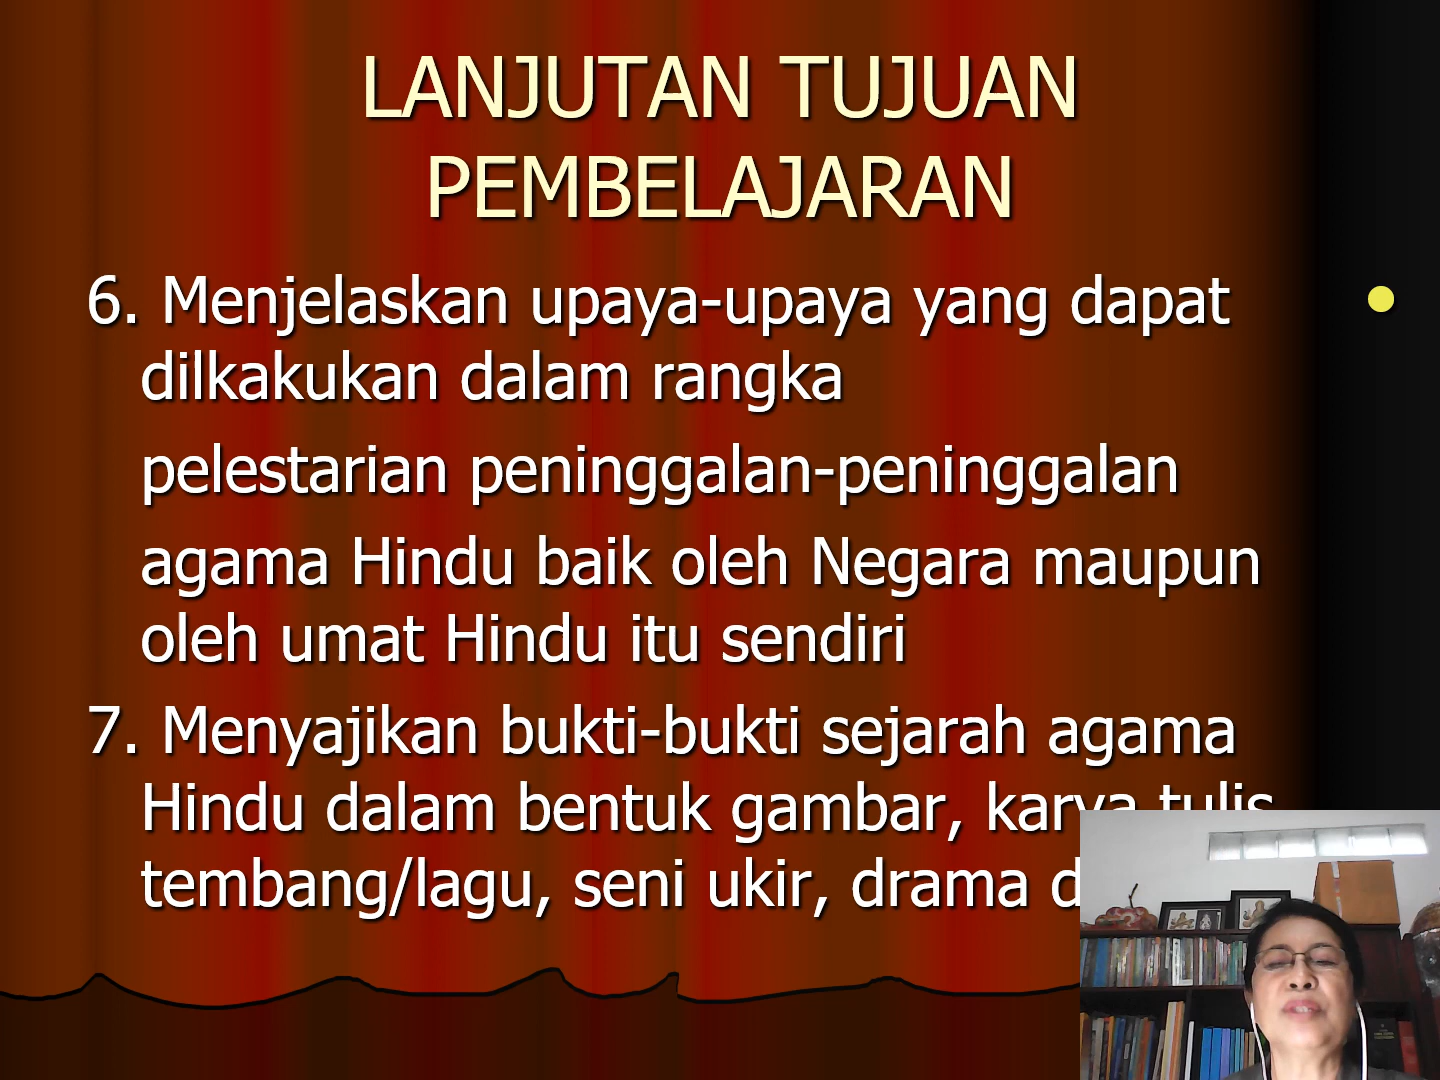 LANJUTAN TUJUAN
PEMBELAJARAN
6. Menjelaskan upaya-upaya yang dapat
dilkakukan dalam rangka
pelestarian peninggalan-peninggalan
agama Hindu baik oleh Negara maupun
oleh umat Hindu itu sendiri
7. Menyajikan bukti-bukti sejarah agama
Hindu dalam bentuk gambar, karya tulis
tembang/lagu, seni ukir, drama